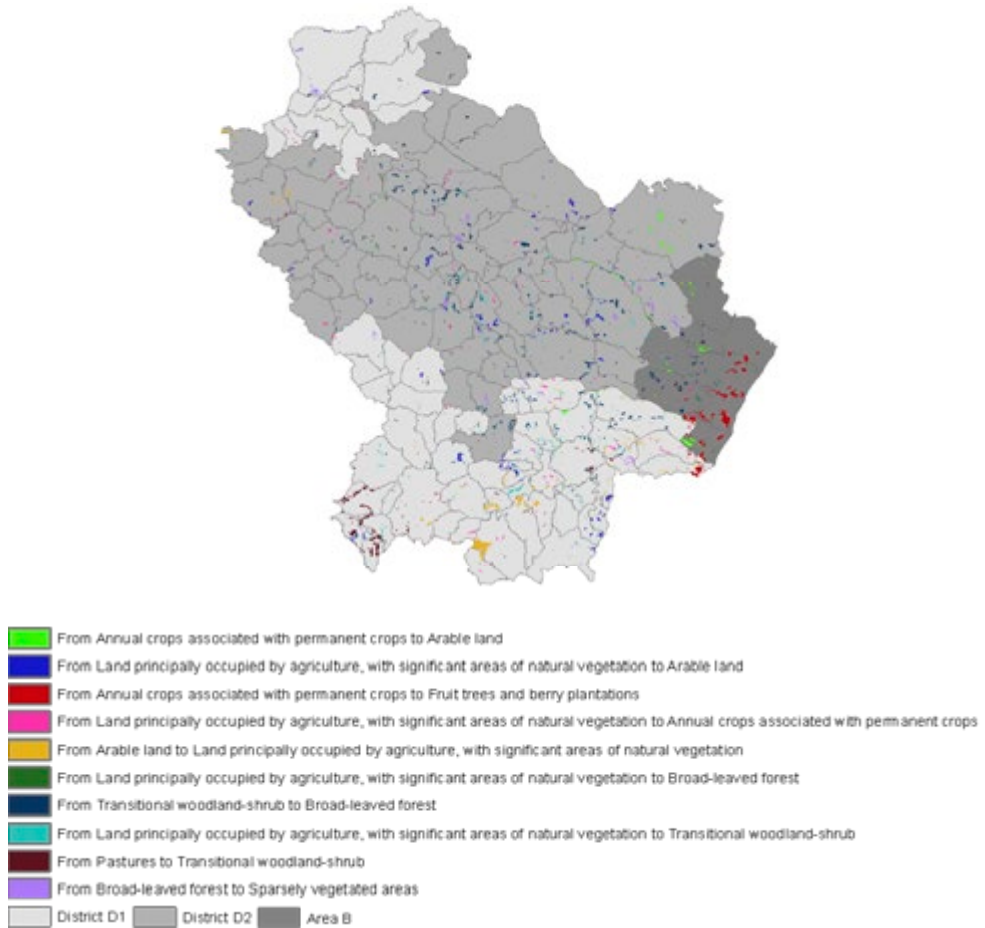 From Annual crops associated with permanent crops to Arable land
From Land principally occupied by agriculture, with significant areas of natural vegetation to Arable land
From Annual crops associated with permanent crops to Fruit trees and berry plantations
From Land principally occupied by agriculture, with significant areas of natural vegetation to Annual crops associated with permanent crops
From Arable land to Land principally occupied by agriculture, with significant areas of natural vegetation
From Land principally occupied by agriculture, with significant areas of natural vegetation to Broad-leaved forest
From Transitional woodland-shrub to Broad-leaved forest
From Land principally occupied by agriculture, with significant areas of natural vegetation to Transitional woodland-shrub
From Pastures to Transitional woodland-shrub
From Broad-leaved forest to Sparsely vegetated areas
District D1 District D2 Area B